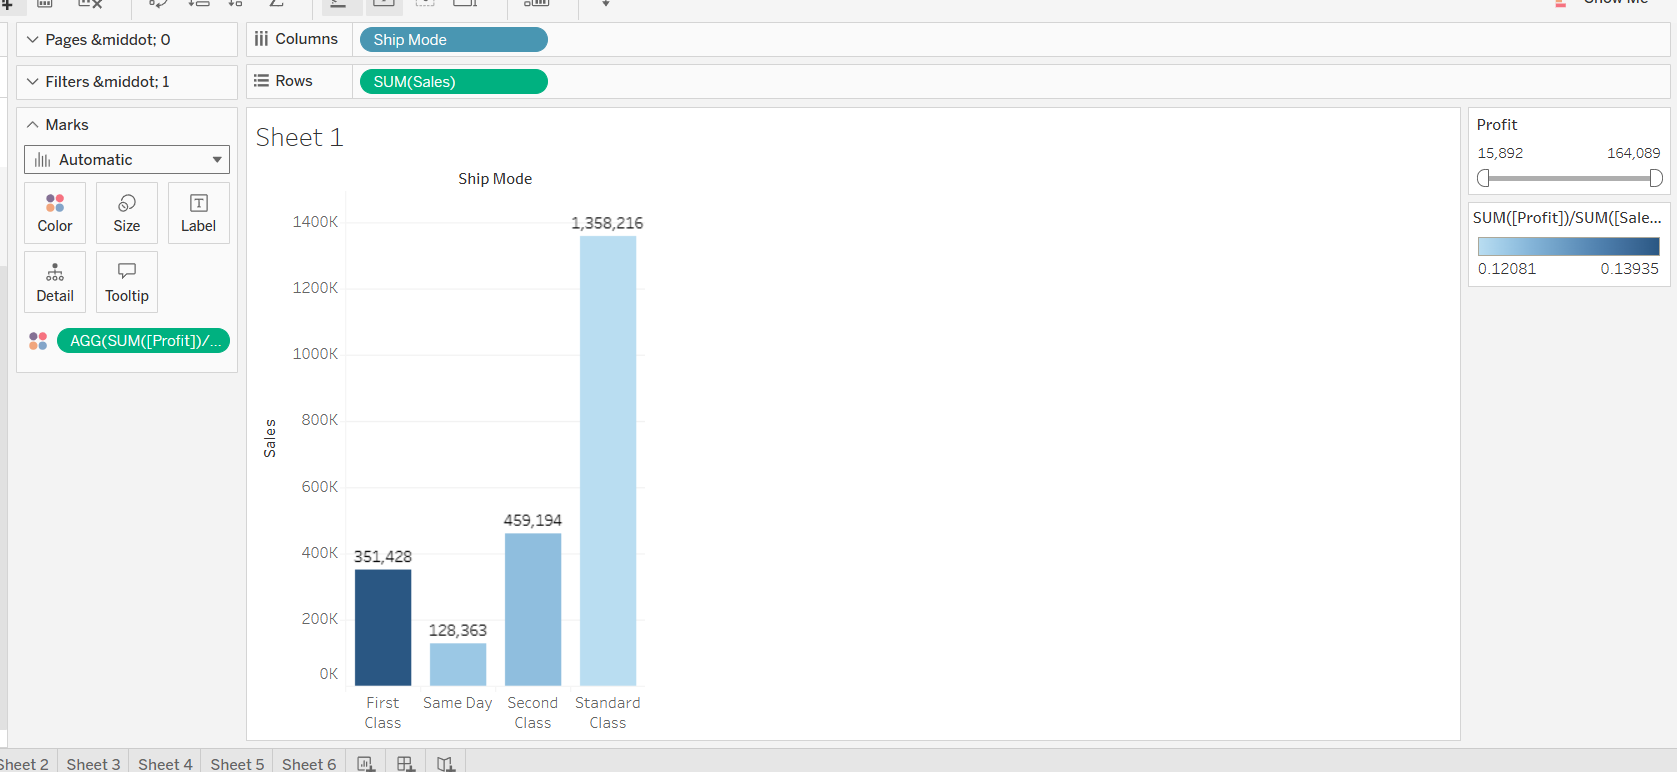 Show Me
Pages &middot; 0
Columns
Ship Mode
Filters &middot; 1
Rows
SUM(Sales)
Marks
Automatic
Color
Size
Label
Detail
Tooltip
AGG(SUM([Profit])/...
Sheet 1
Ship Mode
Sales
1400K
1200K
1000K
800K
600K
400K
200K
0K
351,428
128,363
459,194
1,358,216
First Class
Same Day
Second Class
Standard Class
Profit
15,892
164,089
SUM([Profit])/SUM([Sale...
0.12081
0.13935
Sheet 2
Sheet 3
Sheet 4
Sheet 5
Sheet 6